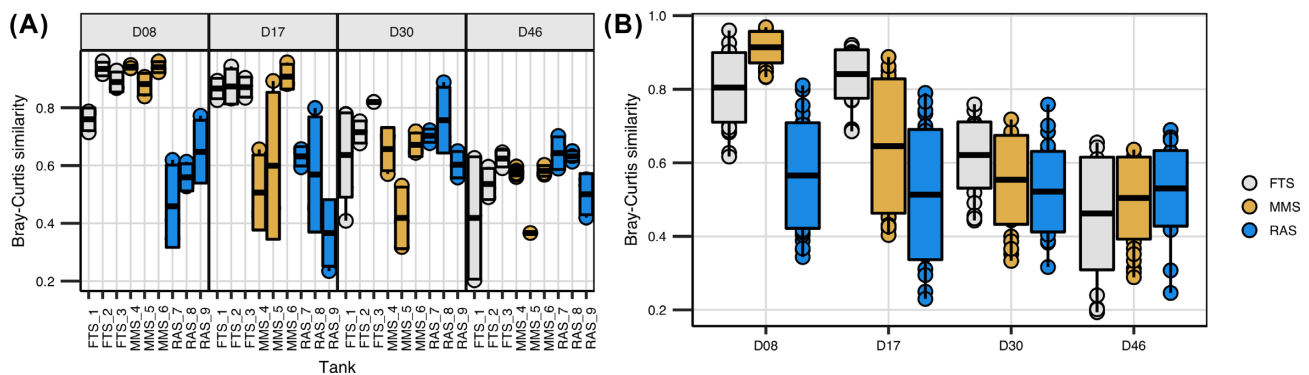 (A)
D08 D17 D30 D46
Bray-Curtis similarity
0.8
0.6
0.4
0.2
FTS_1 FTS_2 FTS_3 MMS_4 MMS_5 MMS_6 RAS_7 RAS_8 RAS_9 FTS_1 FTS_2 FTS_3 MMS_4 MMS_5 MMS_6 RAS_7 RAS_8 RAS_9 FTS_1 FTS_2 FTS_3 MMS_4 MMS_5 MMS_6 RAS_7 RAS_8 RAS_9 FTS_1 FTS_2 FTS_3 MMS_4 MMS_5 MMS_6 RAS_7 RAS_8 RAS_9
Tank
(B)
Bray-Curtis similarity
1.0
0.8
0.6
0.4
0.2
D08 D17 D30 D46
FTS
MMS
RAS